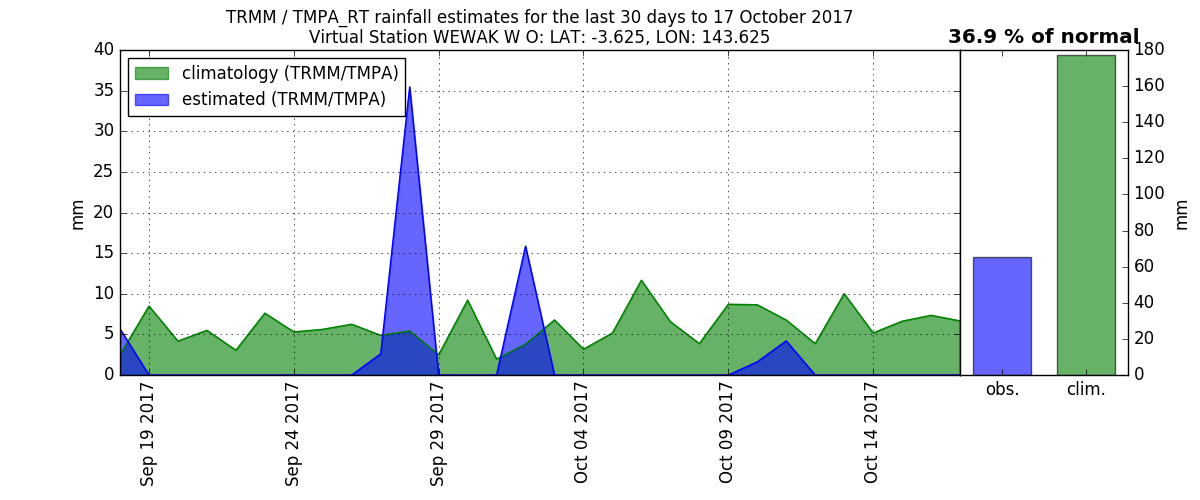 TRMM / TMPA_RT rainfall estimates for the last 30 days to 17 October 2017
Virtual Station WEWAK W O: LAT: -3.625, LON: 143.625
36.9 % of normal
climatology (TRMM/TMPA)
estimated (TRMM/TMPA)
40
35
30
25
20
15
10
5
0
mm
Sep 19 2017
Sep 24 2017
Sep 29 2017
Oct 04 2017
Oct 09 2017
Oct 14 2017
obs.
clim.
180
160
140
120
100
80
60
40
20
0
mm